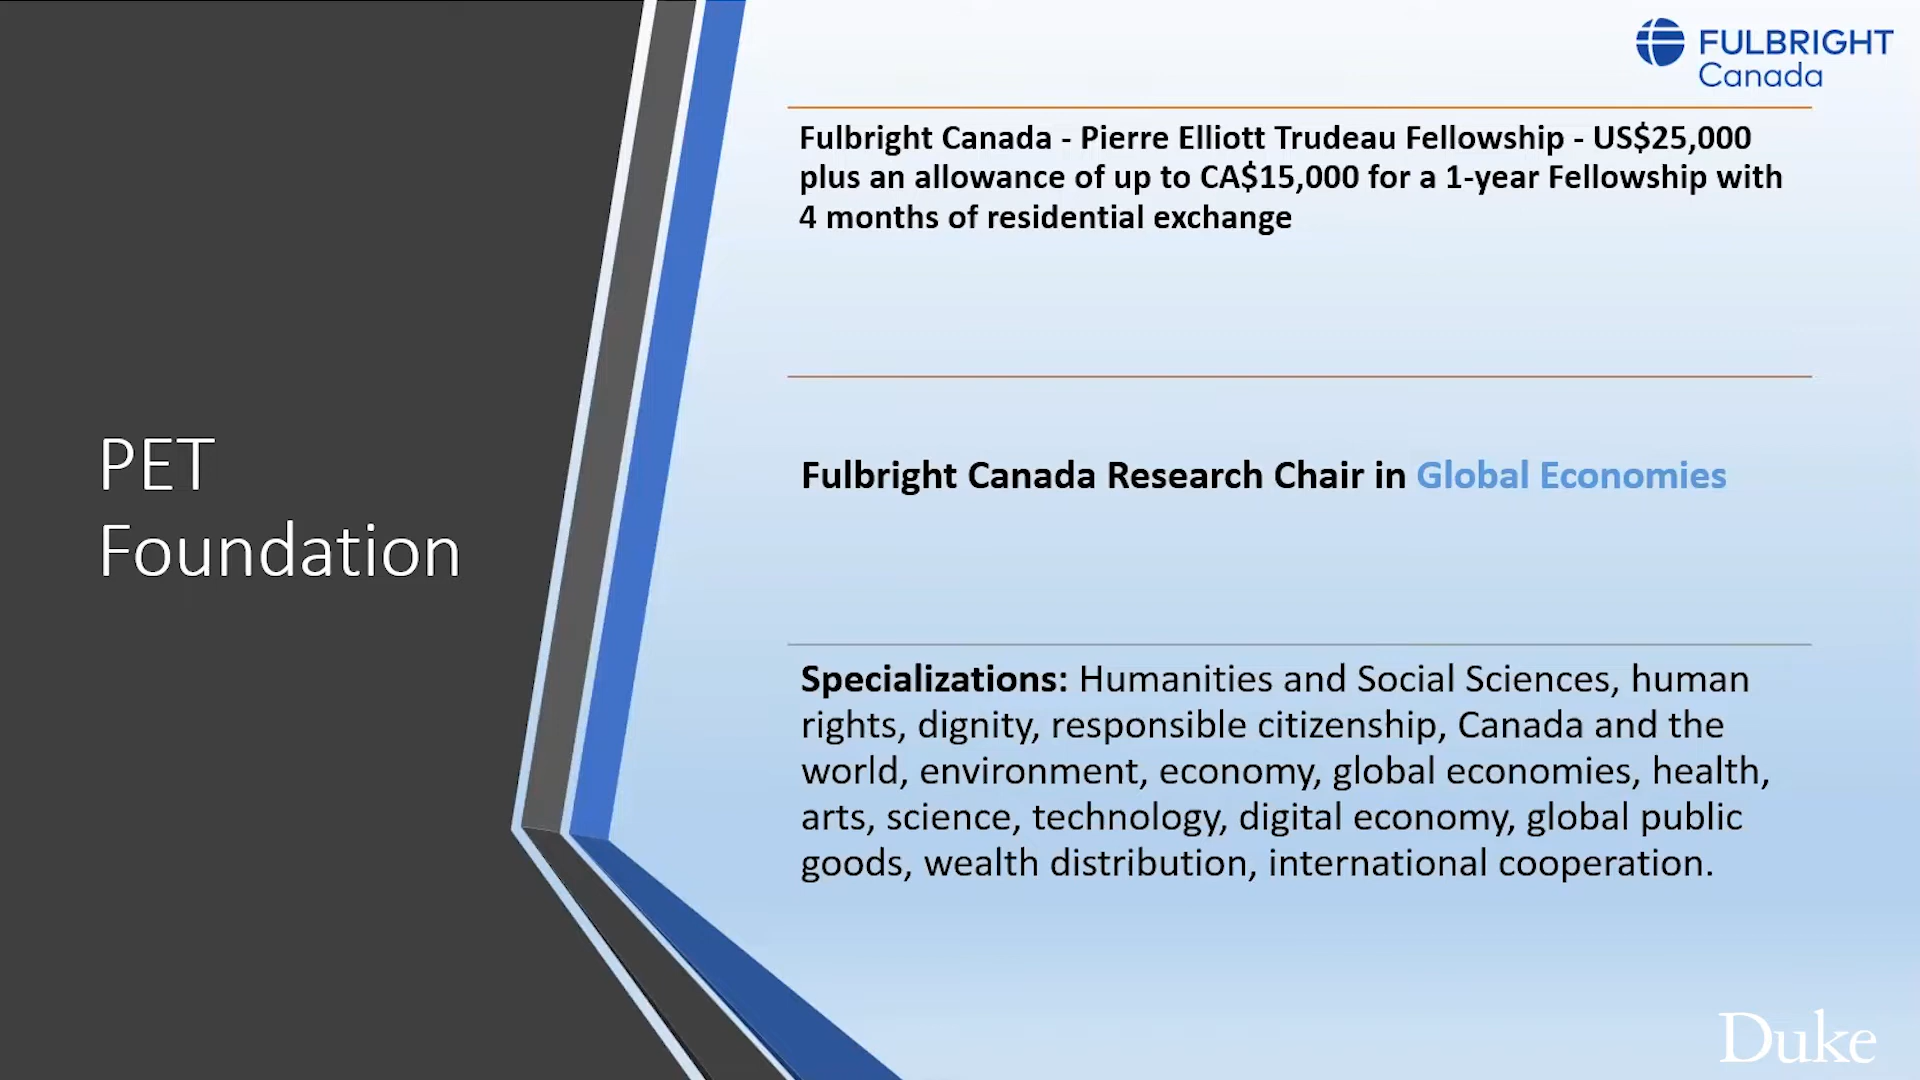 FULBRIGHT
Canada
Fulbright Canada - Pierre Elliott Trudeau Fellowship - US$25,000
plus an allowance of up to CA$15,000 for a 1-year Fellowship with
4 months of residential exchange
PET
Foundation
Fulbright Canada Research Chair in Global Economies
Specializations: Humanities and Social Sciences, human
rights, dignity, responsible citizenship, Canada and the
world, environment, economy, global economies, health,
arts, science, technology, digital economy, global public
goods, wealth distribution, international cooperation.
Duke